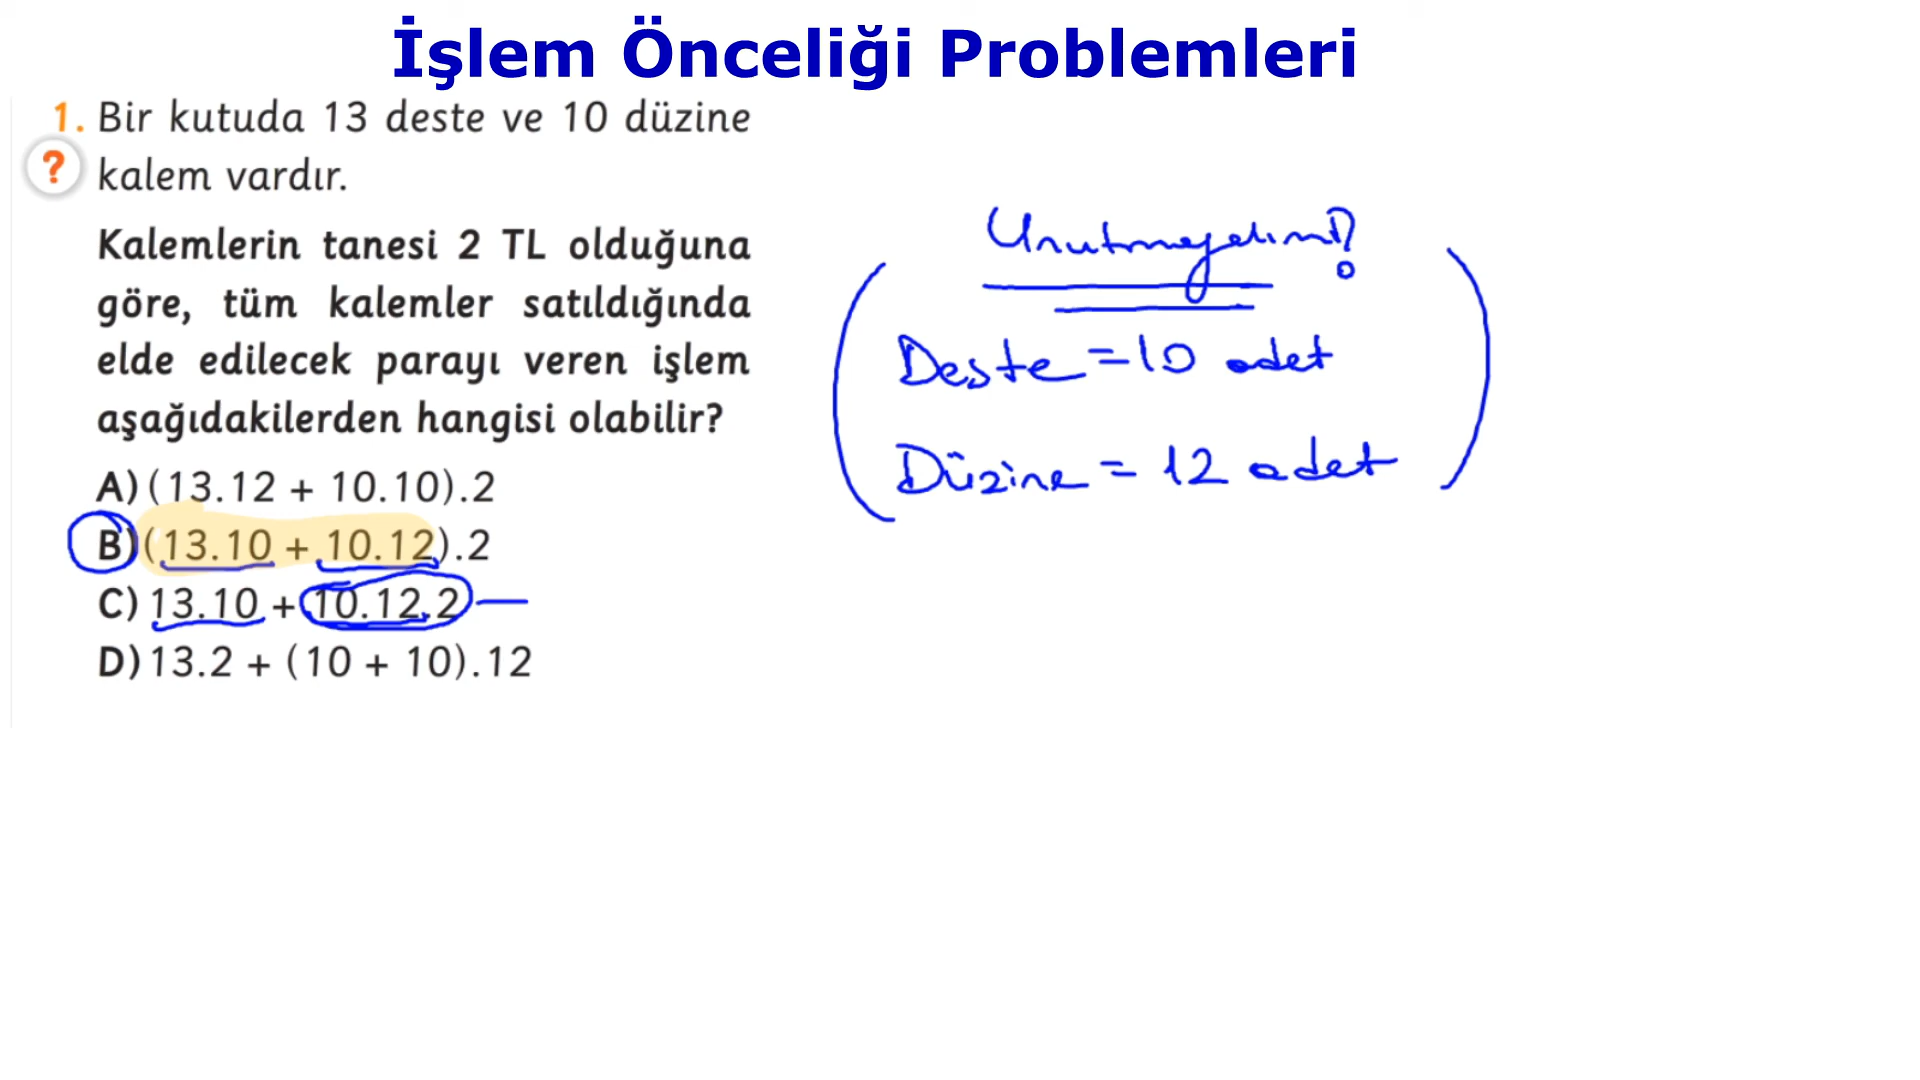 İşlem Önceliği Problemleri
1. Bir kutuda 13 deste ve 10 düzine
? kalem vardır.
Kalemlerin tanesi 2 TL olduğuna
göre, tüm kalemler satıldığında
elde edilecek parayı veren işlem
aşağıdakilerden hangisi olabilir?
A) (13.12 + 10.10).2
B) (13.10 + 10.12).2
C) 13.10 + 10.12.2
D) 13.2 + (10 + 10).12
Unutmayalım!
Deste = 10 adet
Düzine = 12 adet